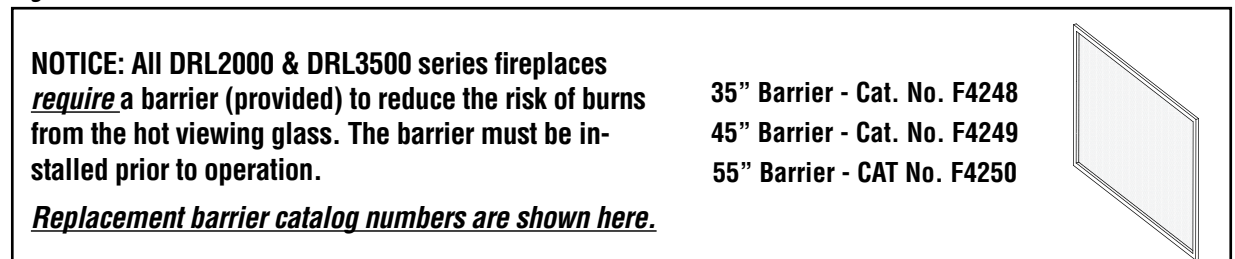 NOTICE: All DRL2000 & DRL3500 series fireplaces
require a barrier (provided) to reduce the risk of burns
from the hot viewing glass. The barrier must be in-
stalled prior to operation.
Replacement barrier catalog numbers are shown here.
35” Barrier - Cat. No. F4248
45” Barrier - Cat. No. F4249
55” Barrier - CAT No. F4250